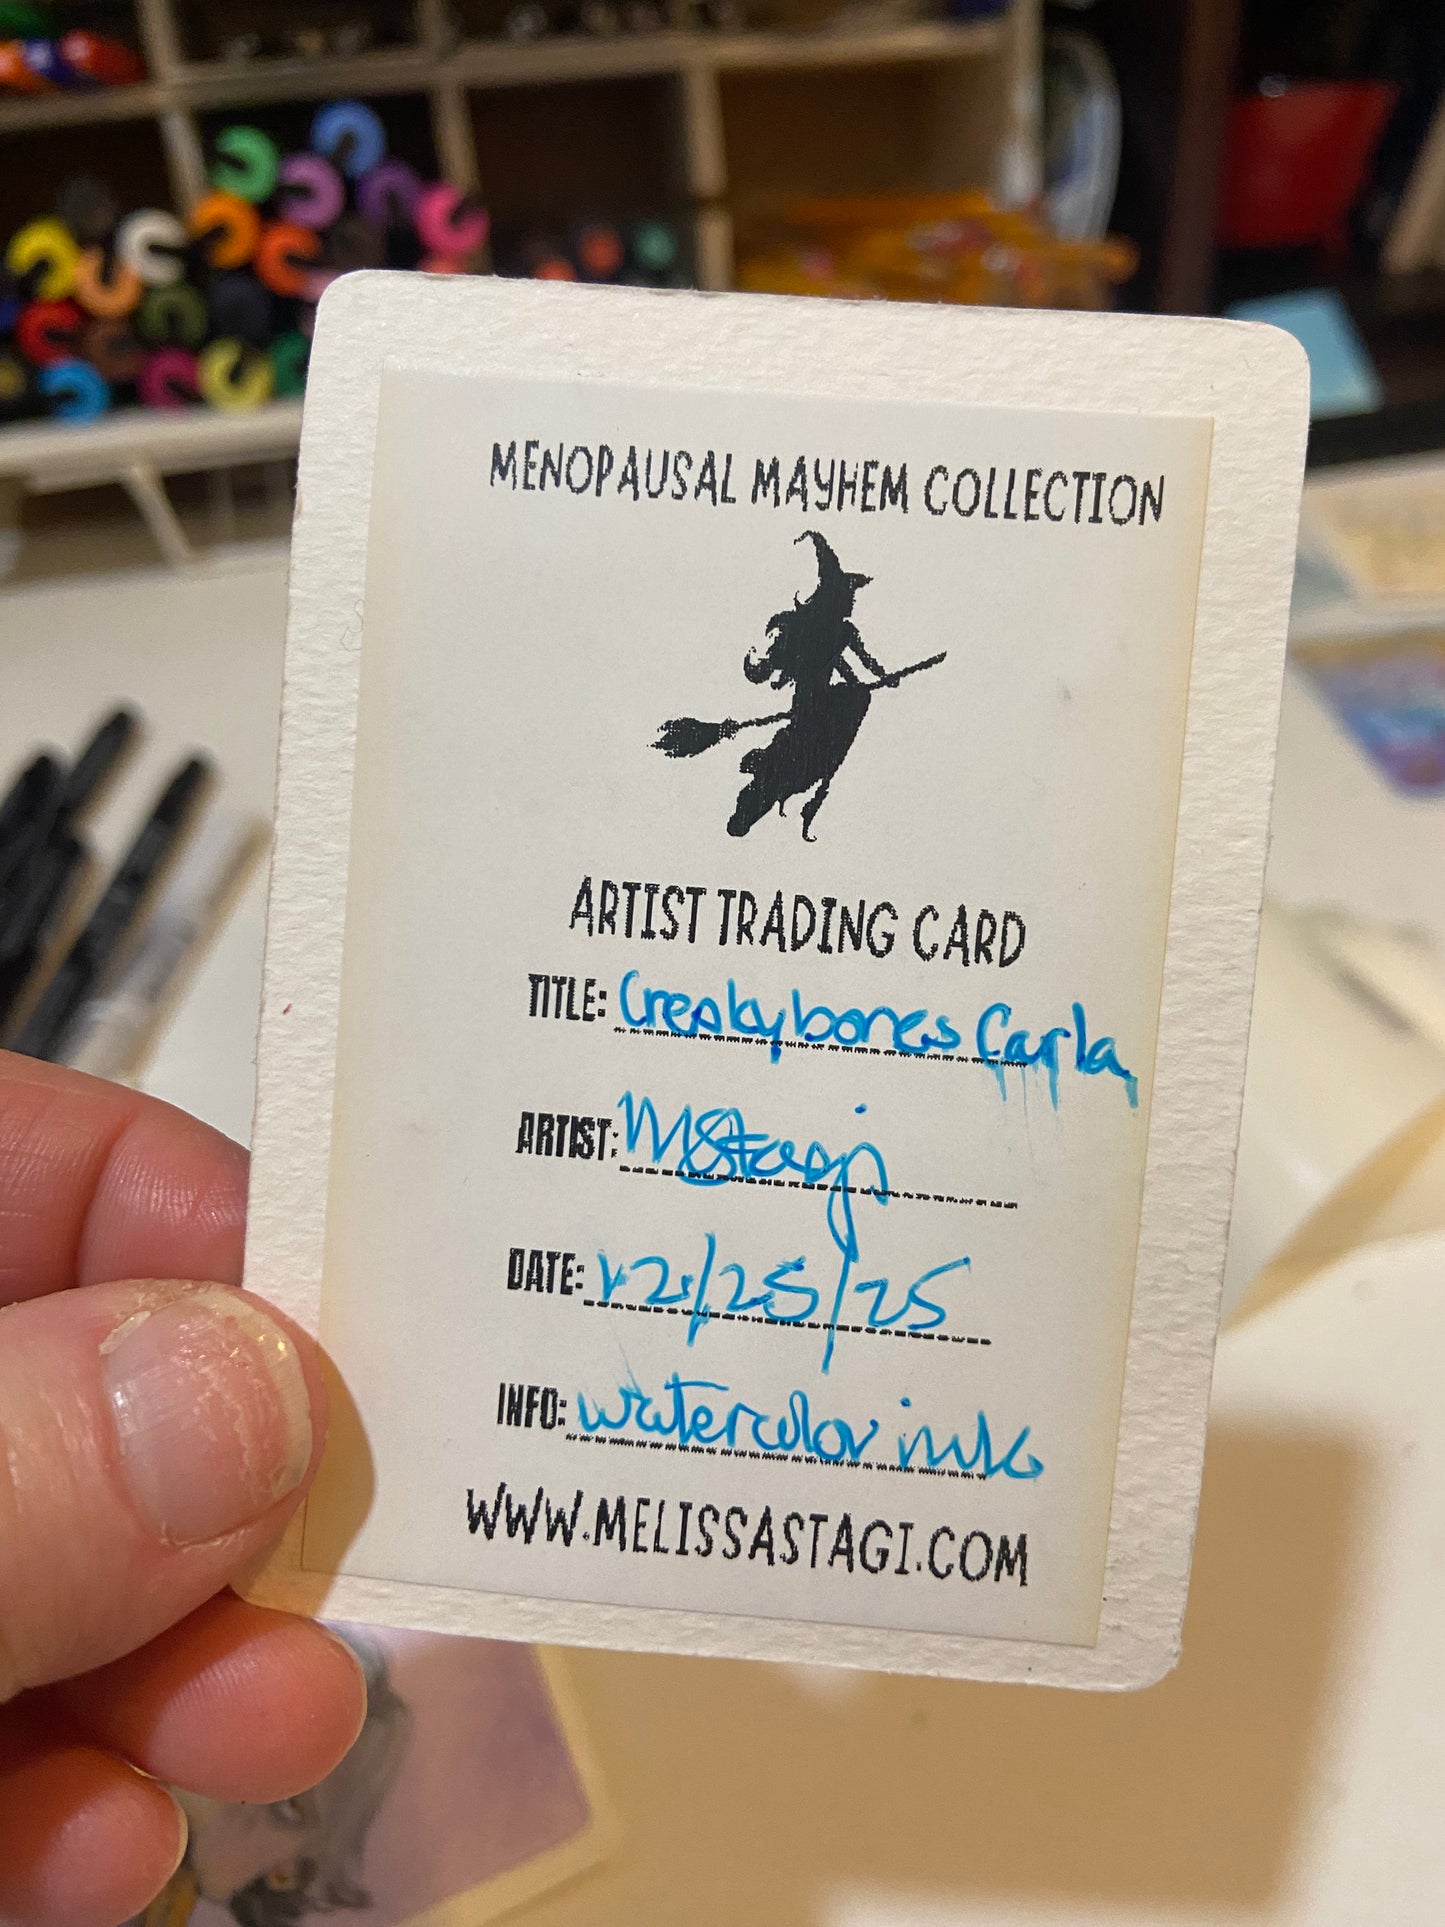 MENOPAUSAL MAYHEM COLLECTION
ARTIST TRADING CARD
TITLE: Creakybones Carla
ARTIST: MStagi
DATE: 12/25/25
INFO: watercolor ink
WWW.MELISSASTAGI.COM